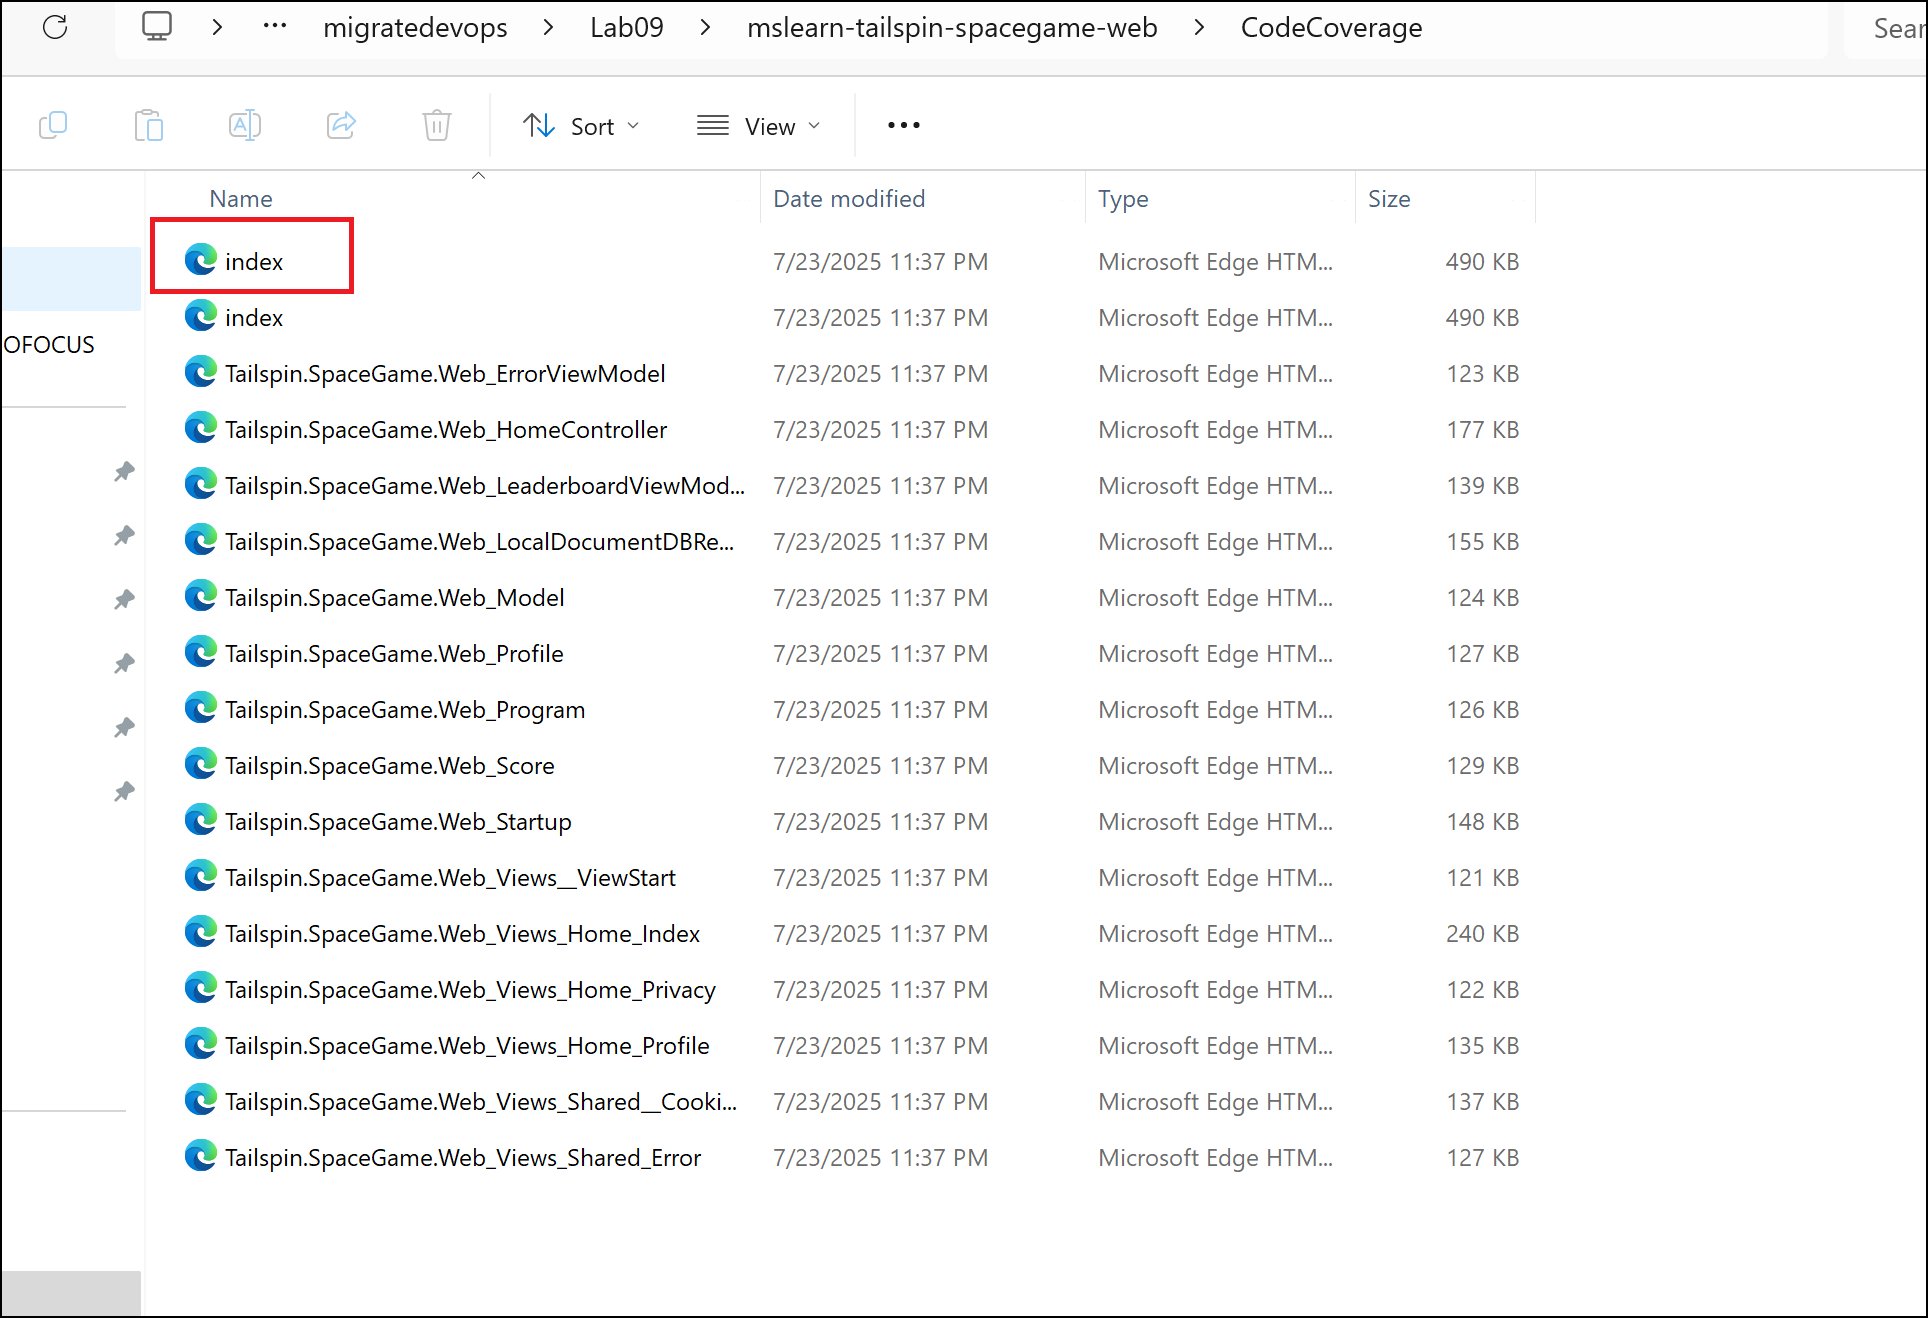 migratedevops > Lab09 > mslearn-tailspin-spacegame-web > CodeCoverage Sear
Sort View
Name Date modified Type Size
index 7/23/2025 11:37 PM Microsoft Edge HTM... 490 KB
index 7/23/2025 11:37 PM Microsoft Edge HTM... 490 KB
OFOCUS
Tailspin.SpaceGame.Web_ErrorViewModel 7/23/2025 11:37 PM Microsoft Edge HTM... 123 KB
Tailspin.SpaceGame.Web_HomeController 7/23/2025 11:37 PM Microsoft Edge HTM... 177 KB
Tailspin.SpaceGame.Web_LeaderboardViewMod... 7/23/2025 11:37 PM Microsoft Edge HTM... 139 KB
Tailspin.SpaceGame.Web_LocalDocumentDBRe... 7/23/2025 11:37 PM Microsoft Edge HTM... 155 KB
Tailspin.SpaceGame.Web_Model 7/23/2025 11:37 PM Microsoft Edge HTM... 124 KB
Tailspin.SpaceGame.Web_Profile 7/23/2025 11:37 PM Microsoft Edge HTM... 127 KB
Tailspin.SpaceGame.Web_Program 7/23/2025 11:37 PM Microsoft Edge HTM... 126 KB
Tailspin.SpaceGame.Web_Score 7/23/2025 11:37 PM Microsoft Edge HTM... 129 KB
Tailspin.SpaceGame.Web_Startup 7/23/2025 11:37 PM Microsoft Edge HTM... 148 KB
Tailspin.SpaceGame.Web_Views__ViewStart 7/23/2025 11:37 PM Microsoft Edge HTM... 121 KB
Tailspin.SpaceGame.Web_Views_Home_Index 7/23/2025 11:37 PM Microsoft Edge HTM... 240 KB
Tailspin.SpaceGame.Web_Views_Home_Privacy 7/23/2025 11:37 PM Microsoft Edge HTM... 122 KB
Tailspin.SpaceGame.Web_Views_Home_Profile 7/23/2025 11:37 PM Microsoft Edge HTM... 135 KB
Tailspin.SpaceGame.Web_Views_Shared__Cooki... 7/23/2025 11:37 PM Microsoft Edge HTM... 137 KB
Tailspin.SpaceGame.Web_Views_Shared_Error 7/23/2025 11:37 PM Microsoft Edge HTM... 127 KB